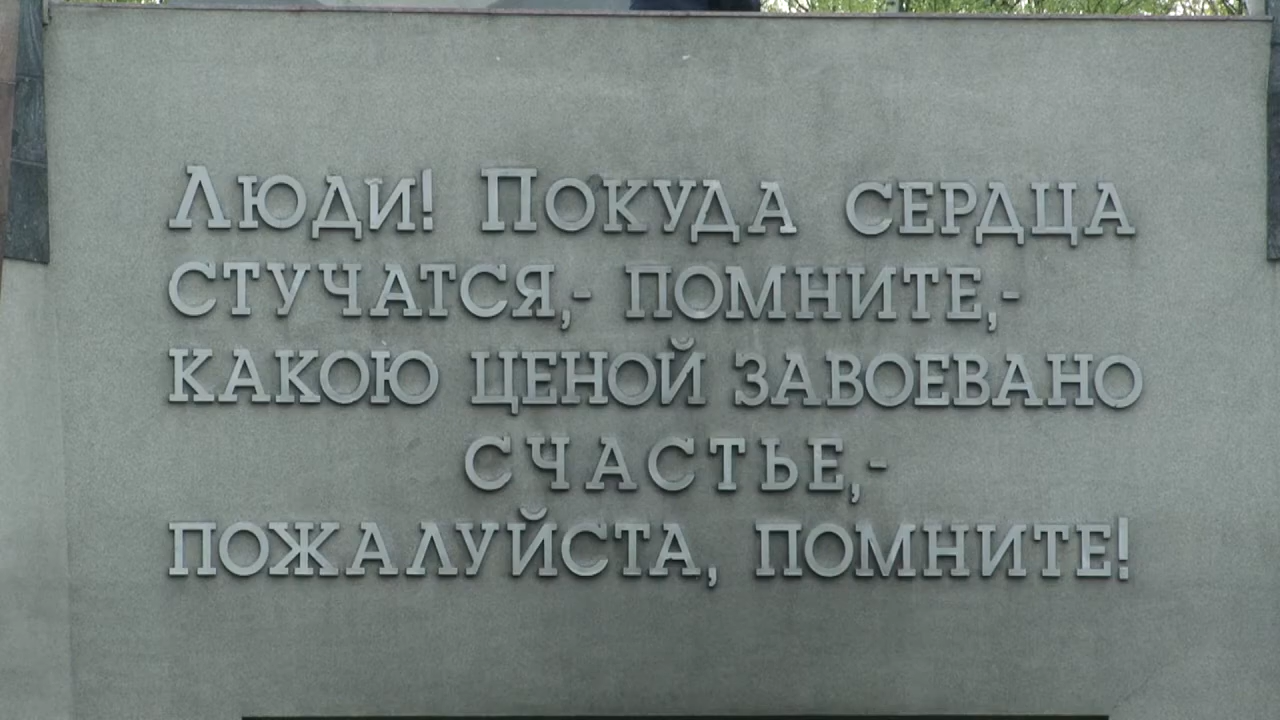 Люди! Покуда сердца
стучатся,- помните,-
какою ценой завоевано
счастье,-
пожалуйста, помните!